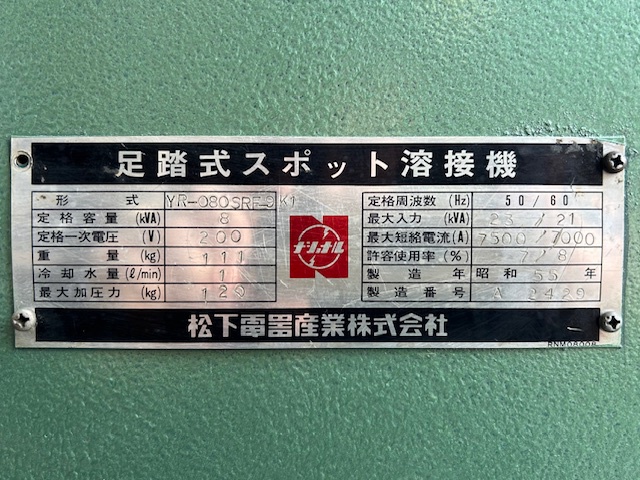 足踏式スポット溶接機
形 式 YR-080SRF-9 K1
定格容量 (kVA) 8
定格一次電圧 (V) 200
重量 (kg) 111
冷却水量 (ℓ/min) 1
最大加圧力 (kg) 120
ナショナル
定格周波数 (Hz) 50/60
最大入力 (kVA) 23/21
最大短絡電流 (A) 7500/7000
許容使用率 (%) 7/8
製造年 昭和55年
製造番号 A 2429
松下電器産業株式会社